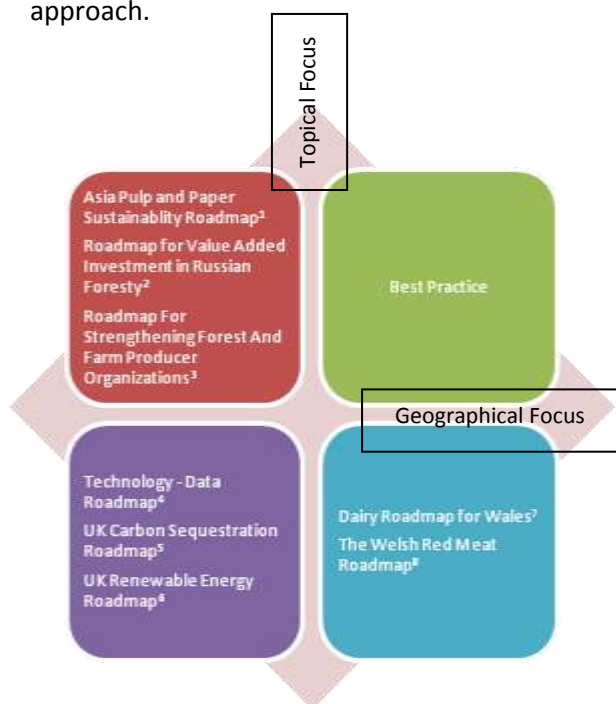 approach.
Topical Focus
Asia Pulp and Paper
Sustainablity Roadmap¹
Roadmap for Value Added
Investment in Russian
Foresty²
Roadmap For
Strengthening Forest And
Farm Producer
Organizations³
Best Practice
Geographical Focus
Technology - Data
Roadmap⁴
UK Carbon Sequestration
Roadmap⁵
UK Renewable Energy
Roadmap⁶
Dairy Roadmap for Wales⁷
The Welsh Red Meat
Roadmap⁸